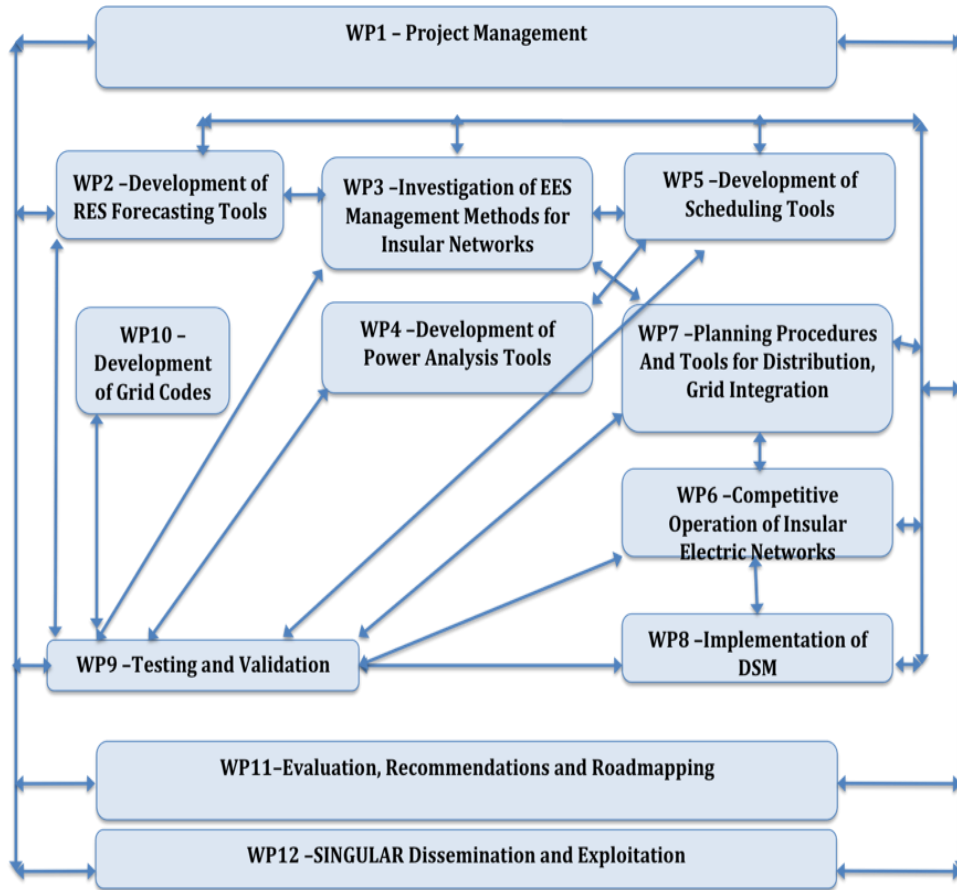 WP1 – Project Management
WP2 –Development of
RES Forecasting Tools
WP3 –Investigation of EES
Management Methods for
Insular Networks
WP5 –Development of
Scheduling Tools
WP10 –
Development
of Grid Codes
WP4 –Development of
Power Analysis Tools
WP7 –Planning Procedures
And Tools for Distribution,
Grid Integration
WP6 –Competitive
Operation of Insular
Electric Networks
WP9 –Testing and Validation
WP8 –Implementation of
DSM
WP11–Evaluation, Recommendations and Roadmapping
WP12 –SINGULAR Dissemination and Exploitation